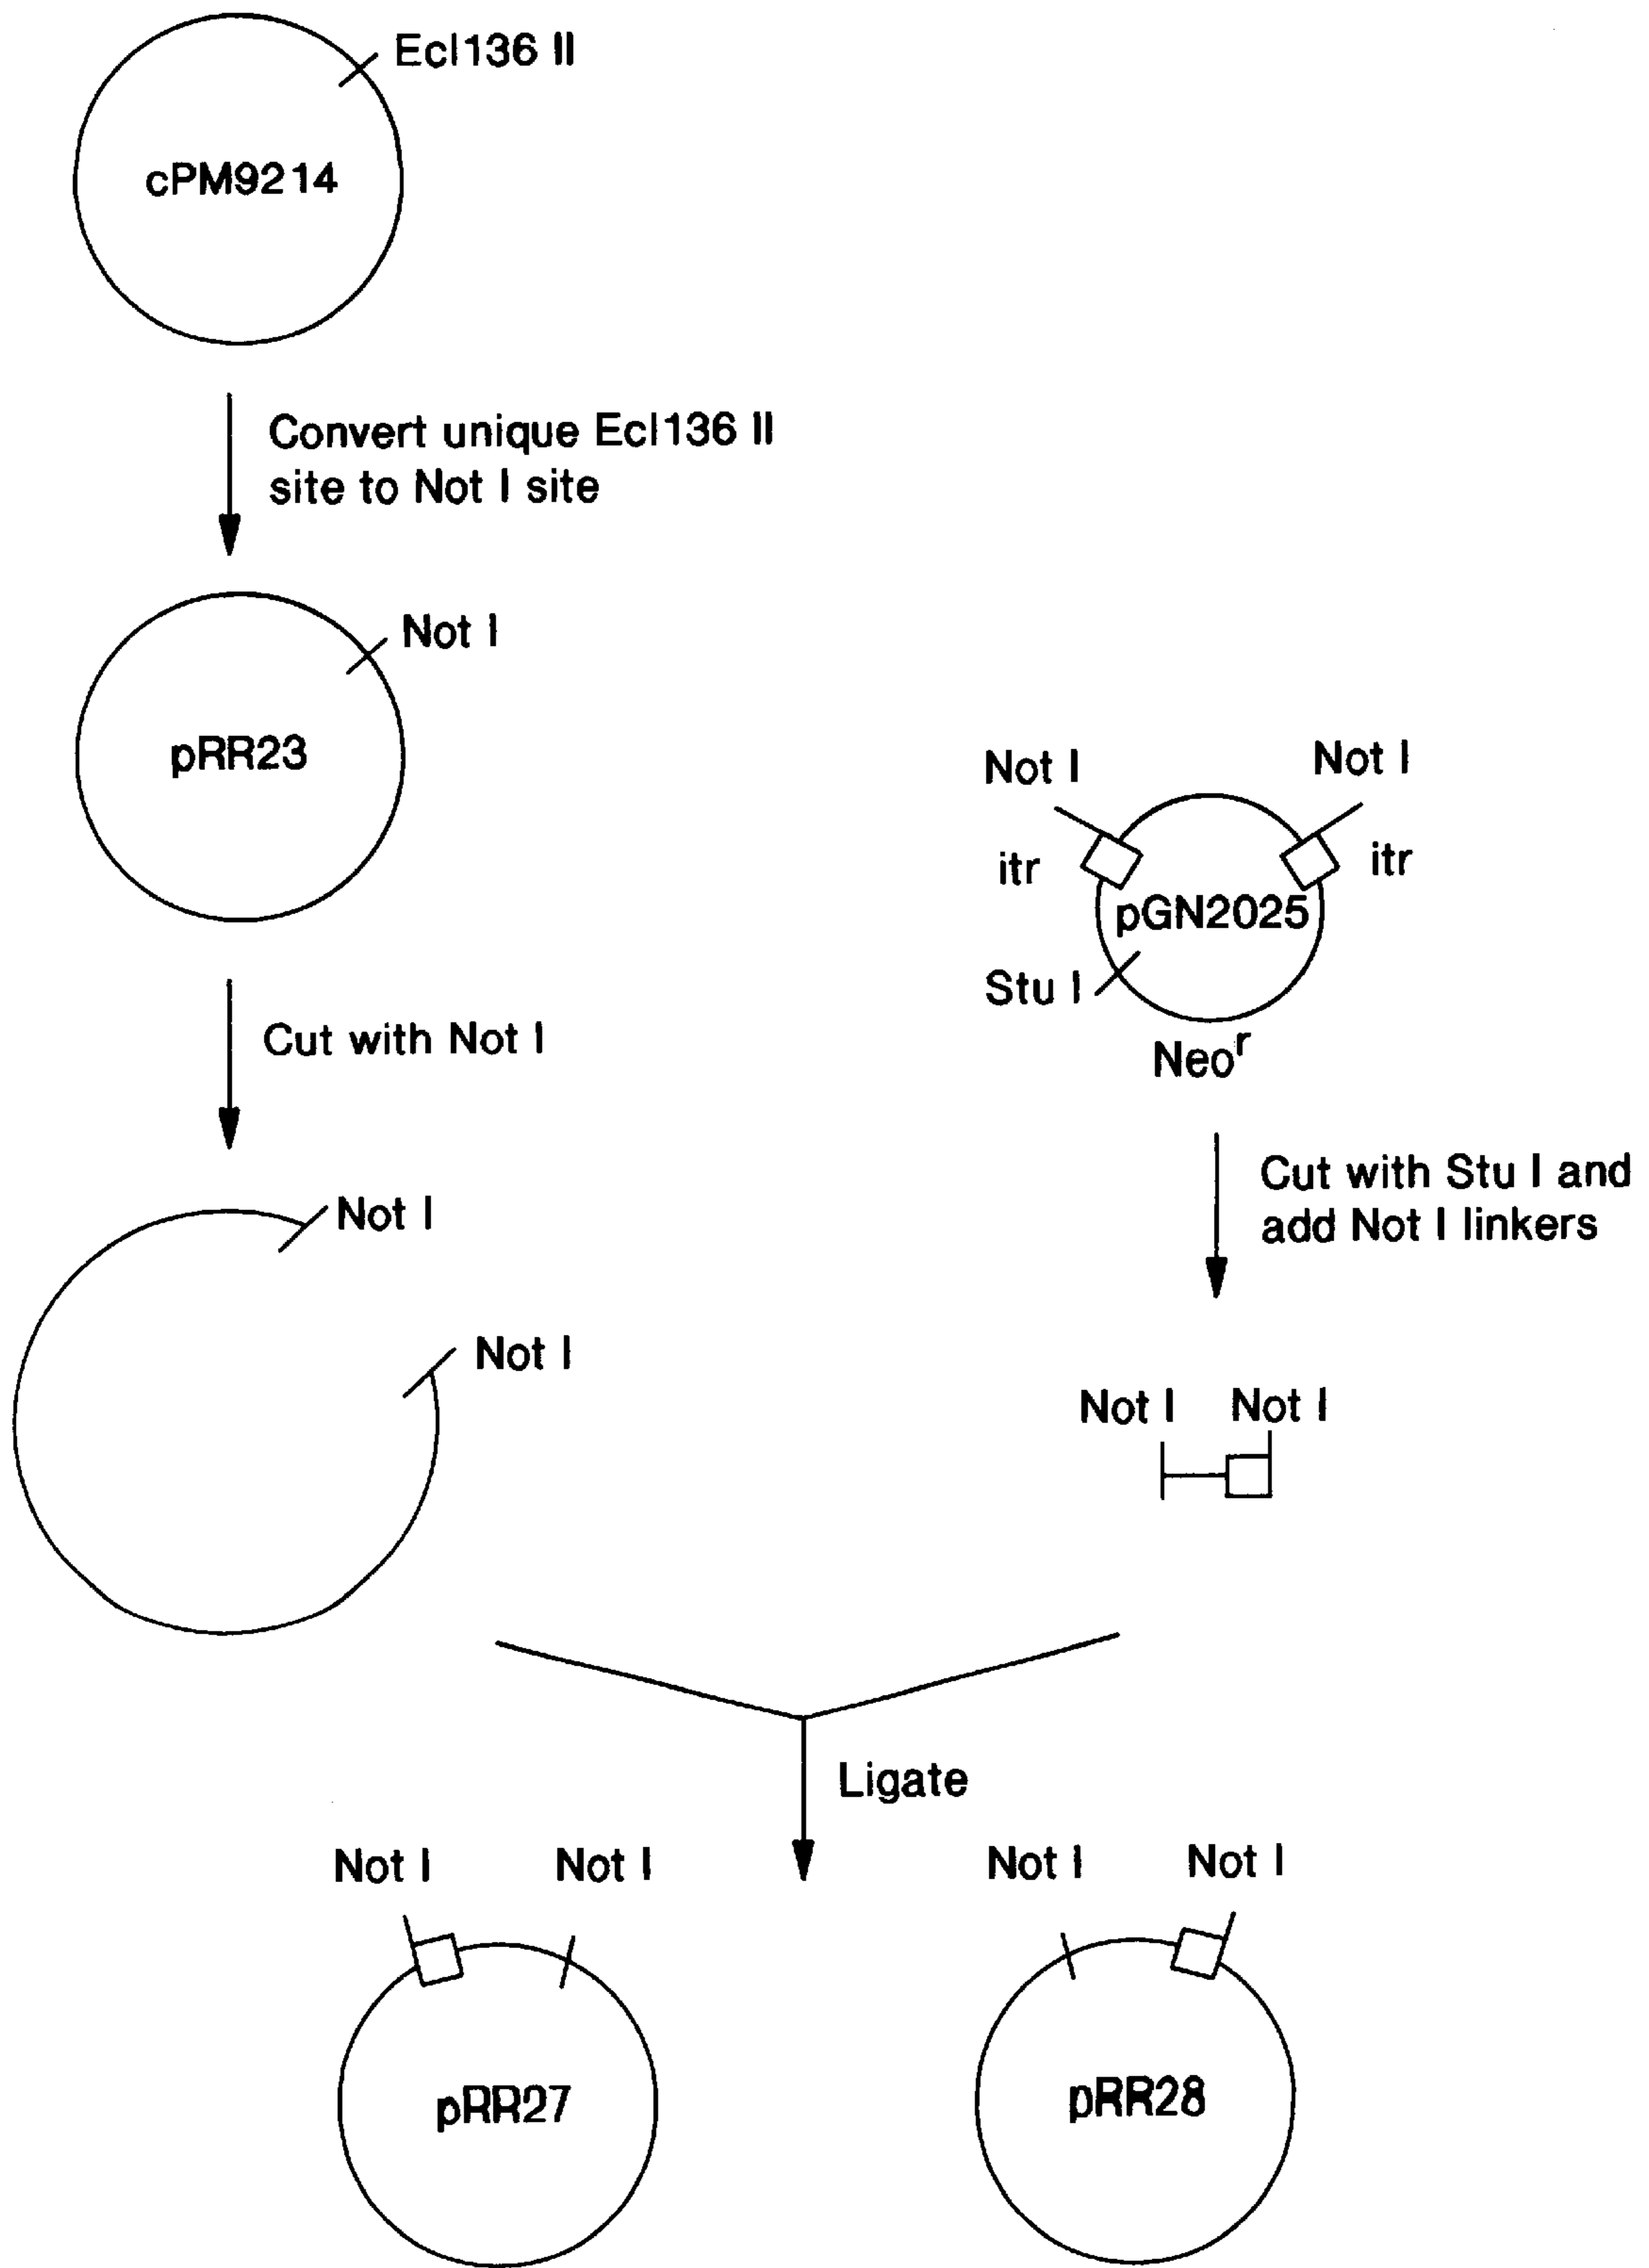 Ecl136 II
cPM9214
Convert unique Ecl136 II
site to Not I site
Not I
pRR23
Cut with Not I
Not I
Not I
Not I
Not I
itr
itr
pGN2025
Stu I
Neoʳ
Cut with Stu I and
add Not I linkers
Not I
Not I
Ligate
Not I
Not I
pRR27
Not I
Not I
pRR28